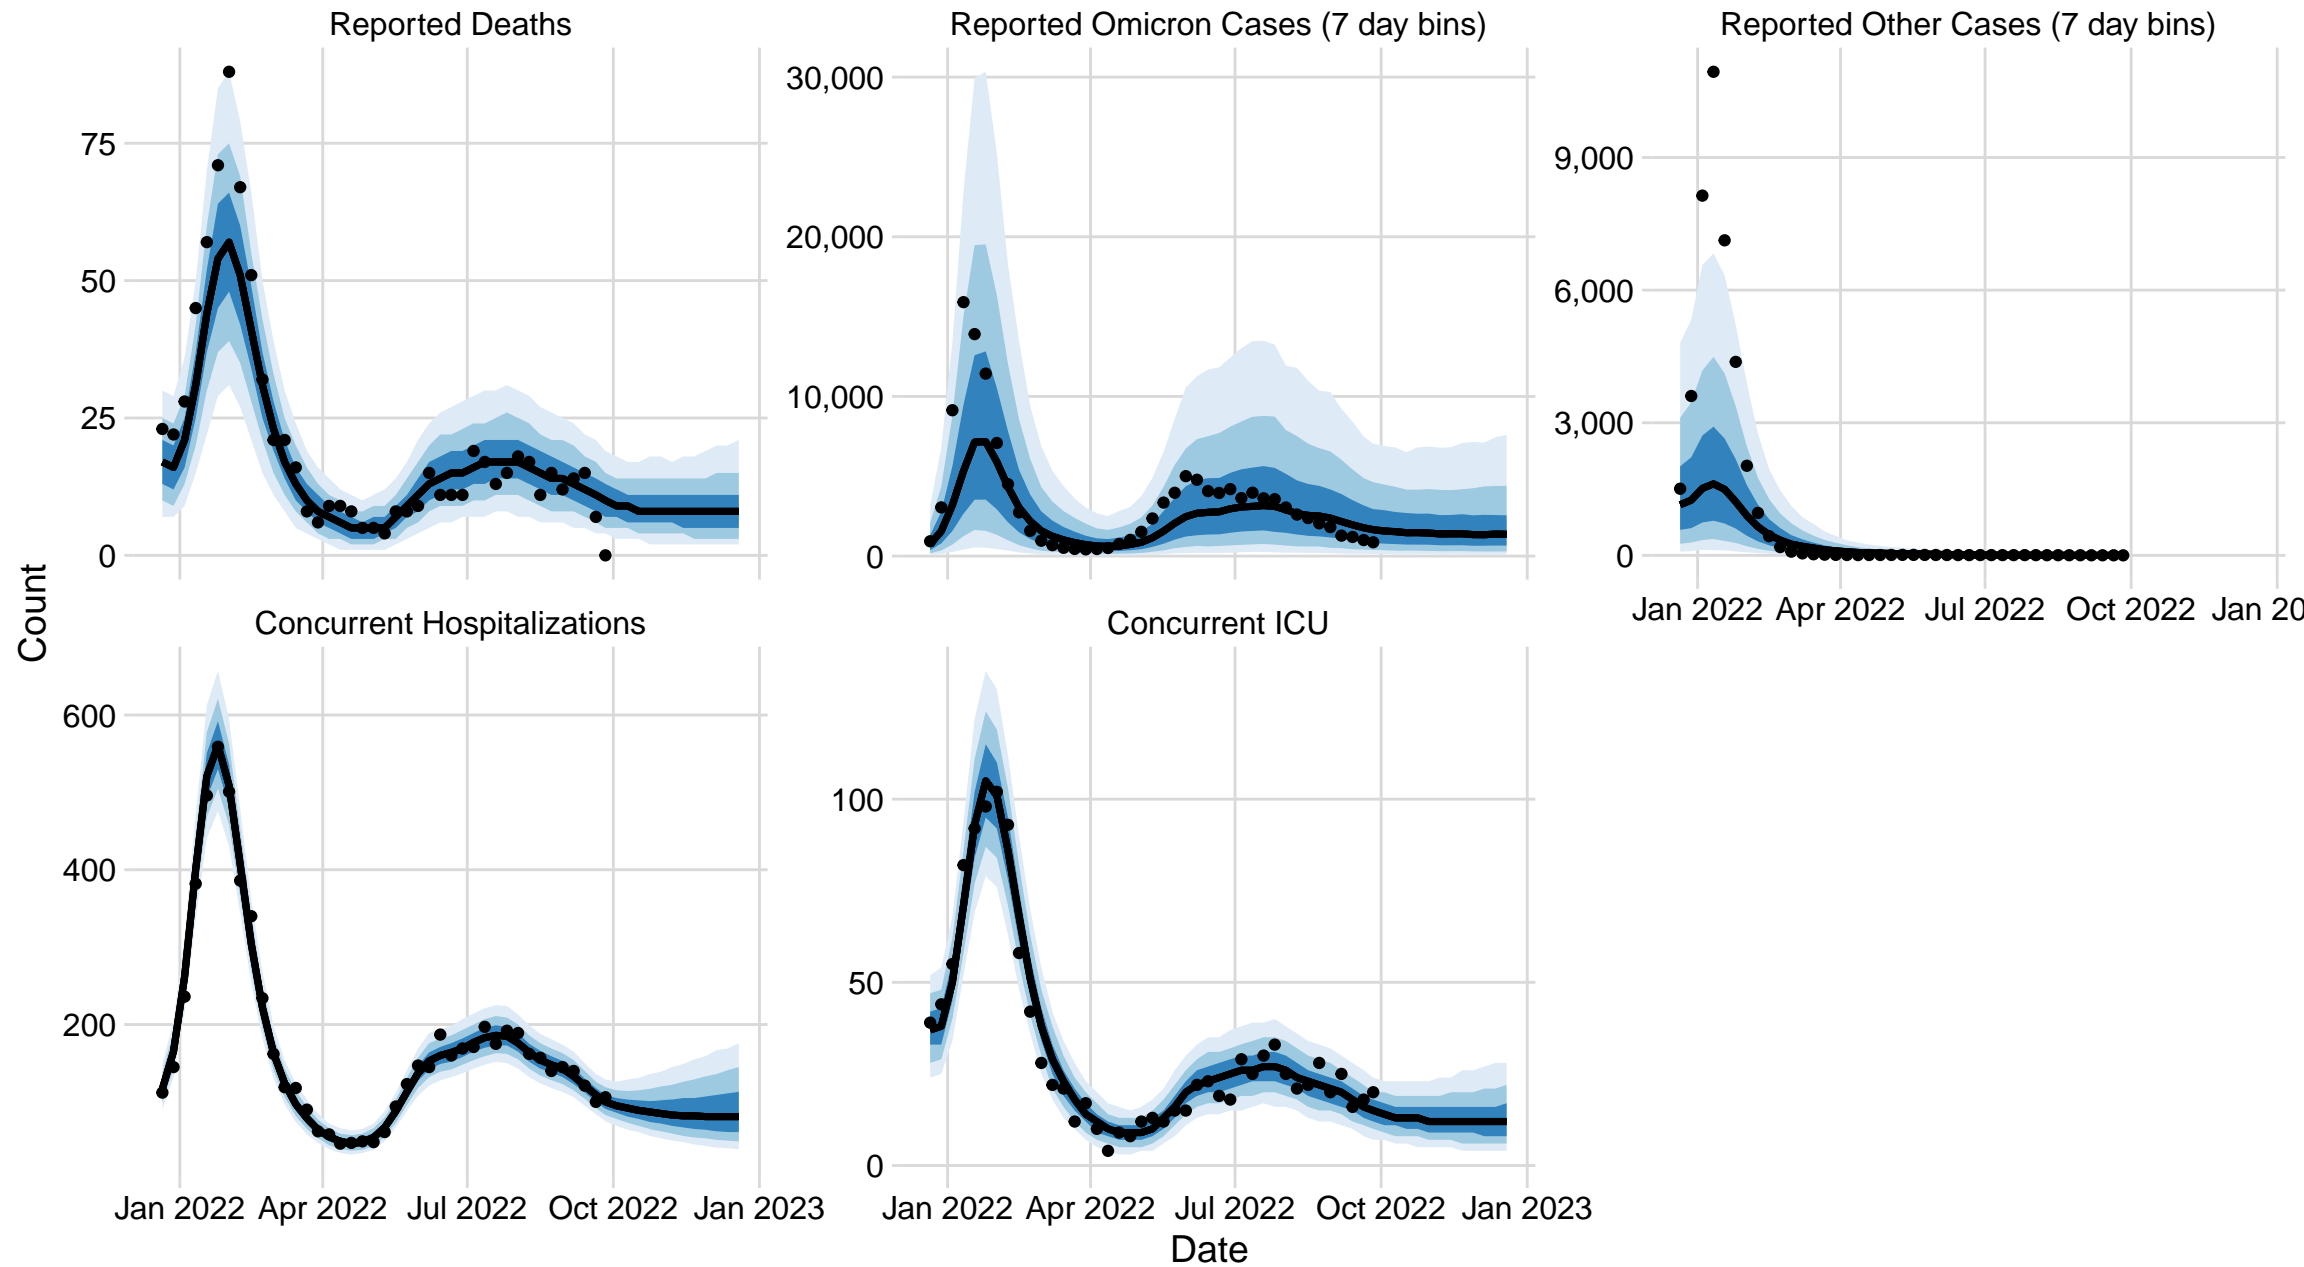 Reported Deaths
Reported Omicron Cases (7 day bins)
Reported Other Cases (7 day bins)
75
50
25
0
30,000
20,000
10,000
0
9,000
6,000
3,000
0
Jan 2022 Apr 2022 Jul 2022 Oct 2022 Jan 20
Count
Concurrent Hospitalizations
Concurrent ICU
600
400
200
100
50
0
Jan 2022 Apr 2022 Jul 2022 Oct 2022 Jan 2023
Jan 2022 Apr 2022 Jul 2022 Oct 2022 Jan 2023
Date